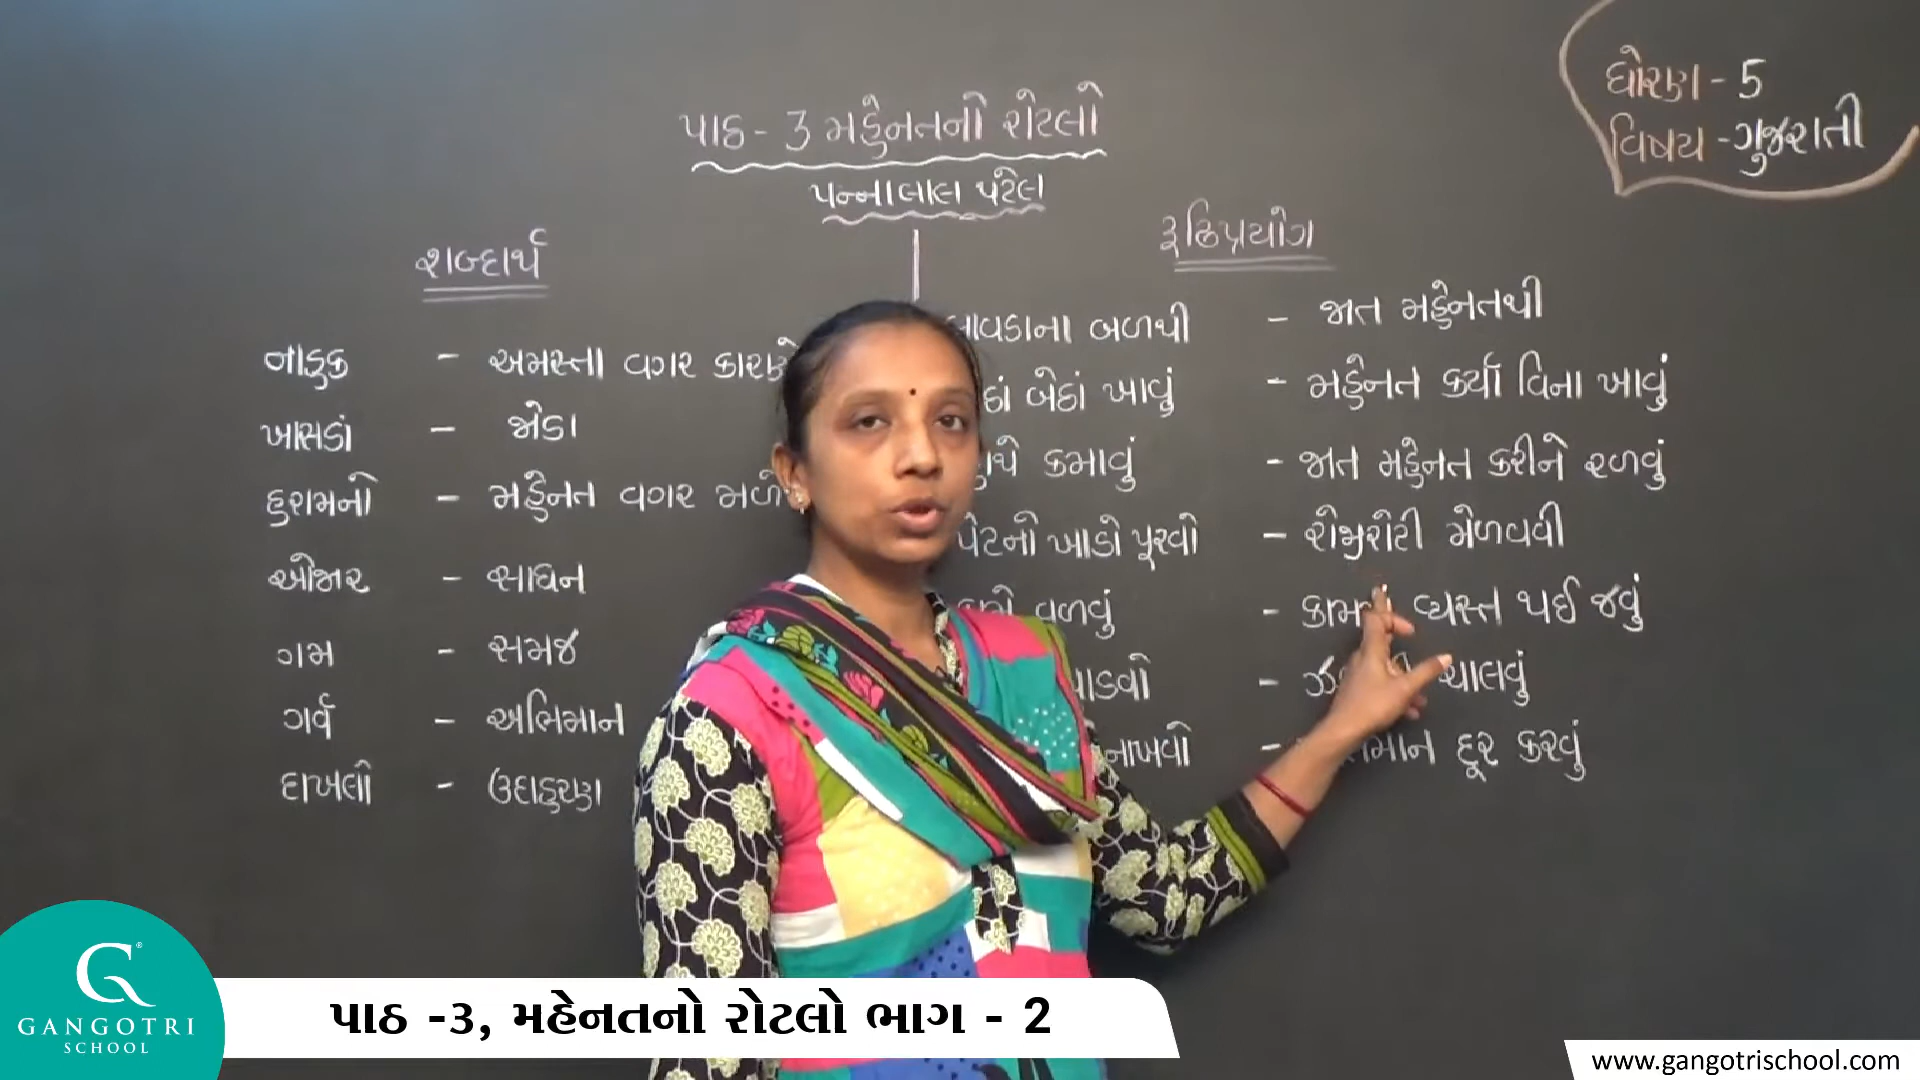 ધોરણ - 5
વિષય - ગુજરાતી
પાઠ - 3 મહેનતનો રોટલો
પન્નાલાલ પટેલ
શબ્દાર્થ
નાહક - અમસ્તા વગર કારણે
ખાસડાં - જોડા
હરામનો - મહેનત વગર
ઓજાર - સાધન
ગમ - સમજ
ગર્વ - અભિમાન
દાખલો - ઉદાહરણ
રૂઢિપ્રયોગ
બળથી - જાત મહેનતથી
બેઠાં ખાવું - મહેનત કર્યા વિના ખાવું
કમાવું - જાત મહેનત કરીને રળવું
પેટનો ખાડો પૂરવો - રોજીરોટી મેળવવી
વળવું - વ્યસ્ત થઈ જવું
- ચાલવું
નાખવો - દૂર કરવું
GANGOTRI
SCHOOL
પાઠ -૩, મહેનતનો રોટલો ભાગ - 2
www.gangotrischool.com